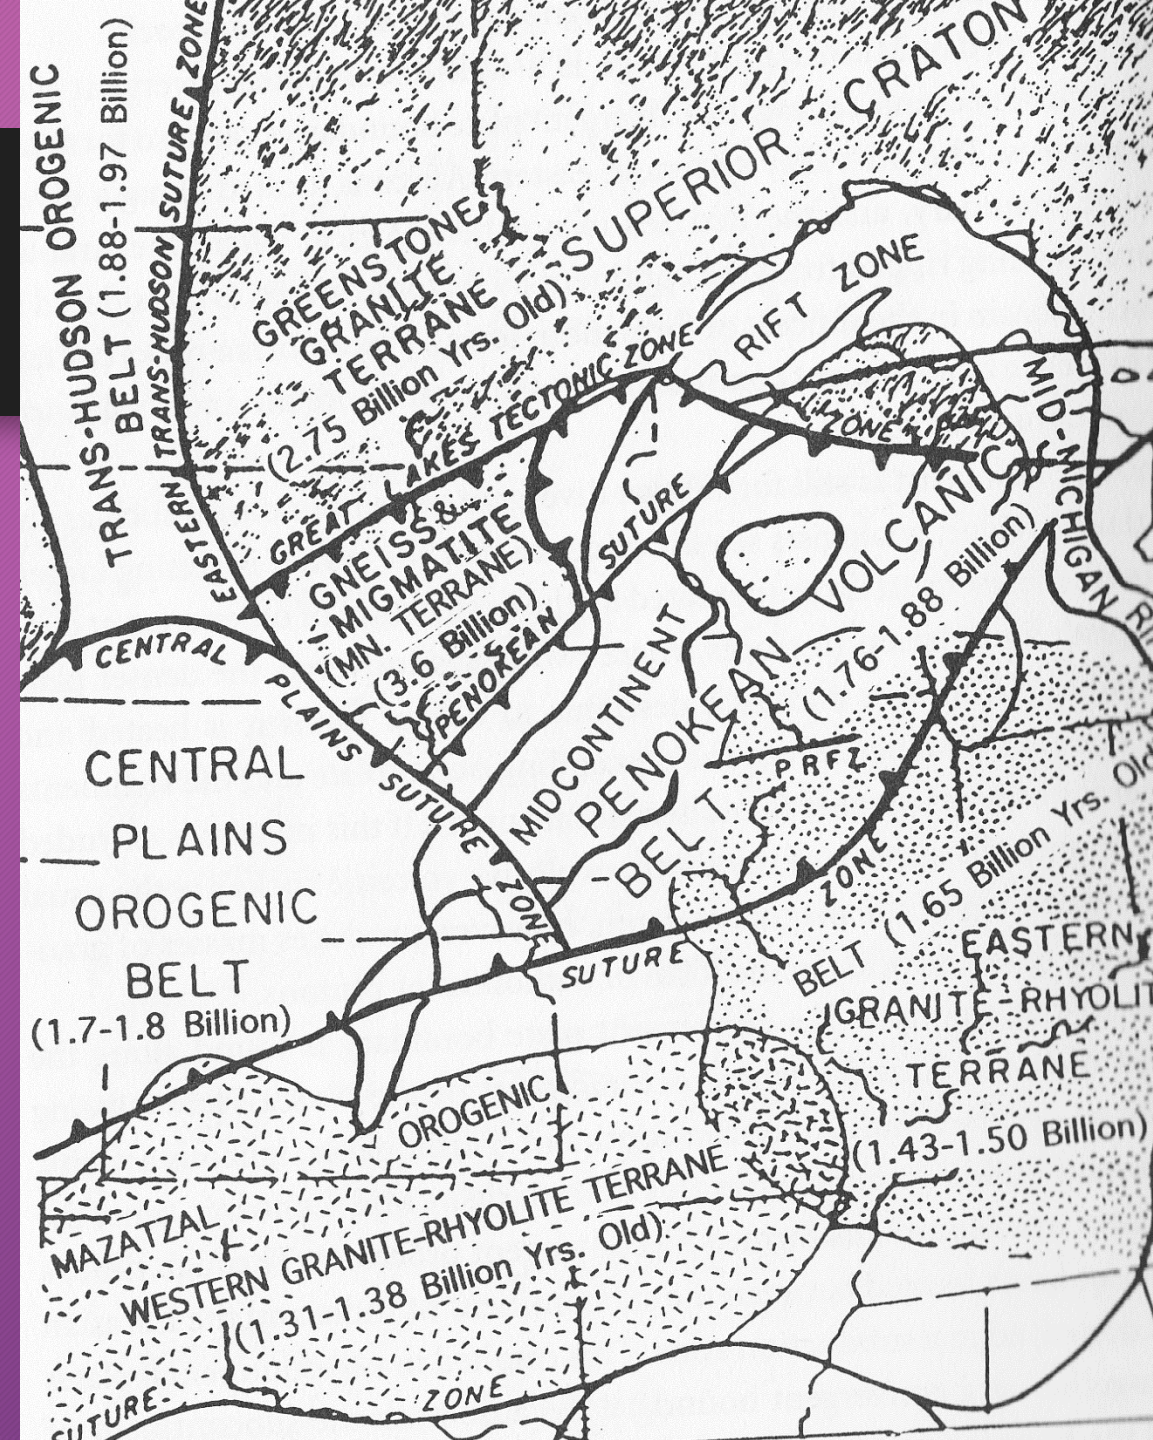 TRANS-HUDSON OROGENIC
BELT (1.88-1.97 Billion)
EASTERN TRANS-HUDSON SUTURE ZONE
SUPERIOR CRATON
GREENSTONE
GRANITE
TERRANE
(2.75 Billion Yrs. Old)
GREAT LAKES TECTONIC ZONE
RIFT ZONE
ZONE
MID-MICHIGAN
GNEISS &
MIGMATITE
(MN. TERRANE)
(3.6 Billion)
PENOKEAN SUTURE
CENTRAL PLAINS SUTURE ZONE
MIDCONTINENT
PENOKEAN VOLCANIC
BELT
(1.76-1.88 Billion)
PRFZ
CENTRAL
PLAINS
OROGENIC
BELT
(1.7-1.8 Billion)
SUTURE ZONE
MAZATZAL OROGENIC BELT (1.65 Billion Yrs. Old
EASTERN
GRANITE-RHYOLIT
TERRANE
(1.43-1.50 Billion)
WESTERN GRANITE-RHYOLITE TERRANE
(1.31-1.38 Billion Yrs. Old)
SUTURE ZONE